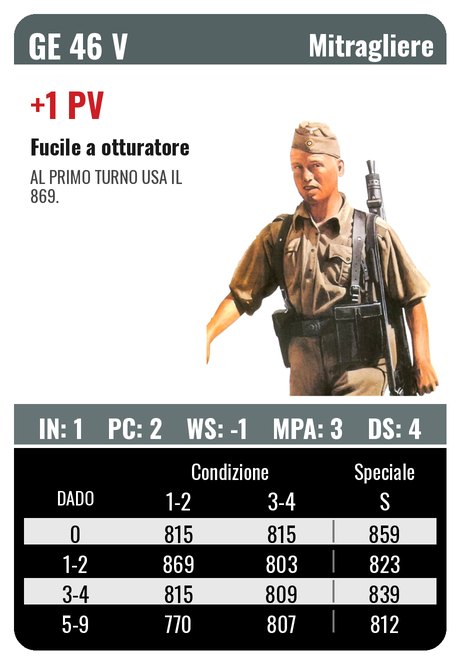 GE 46 V Mitragliere
+1 PV
Fucile a otturatore
AL PRIMO TURNO USA IL
869.
IN: 1 PC: 2 WS: -1 MPA: 3 DS: 4
Condizione Speciale
DADO 1-2 3-4 S
0 815 815 859
1-2 869 803 823
3-4 815 809 839
5-9 770 807 812